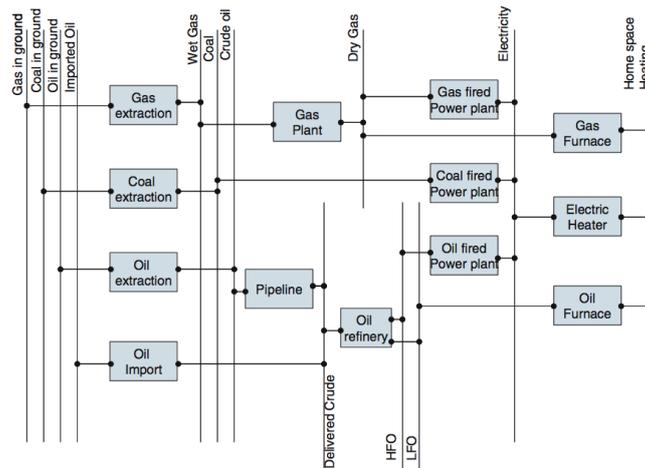 Gas in ground
Coal in ground
Oil in ground
Imported Oil
Wet Gas
Coal
Crude oil
Dry Gas
Electricity
Home space
Heating
Gas
extraction
Gas
Plant
Gas fired
Power plant
Gas
Furnace
Coal
extraction
Coal fired
Power plant
Electric
Heater
Oil
extraction
Pipeline
Oil fired
Power plant
Oil
Furnace
Oil
refinery
Oil
Import
Delivered Crude
HFO
LFO